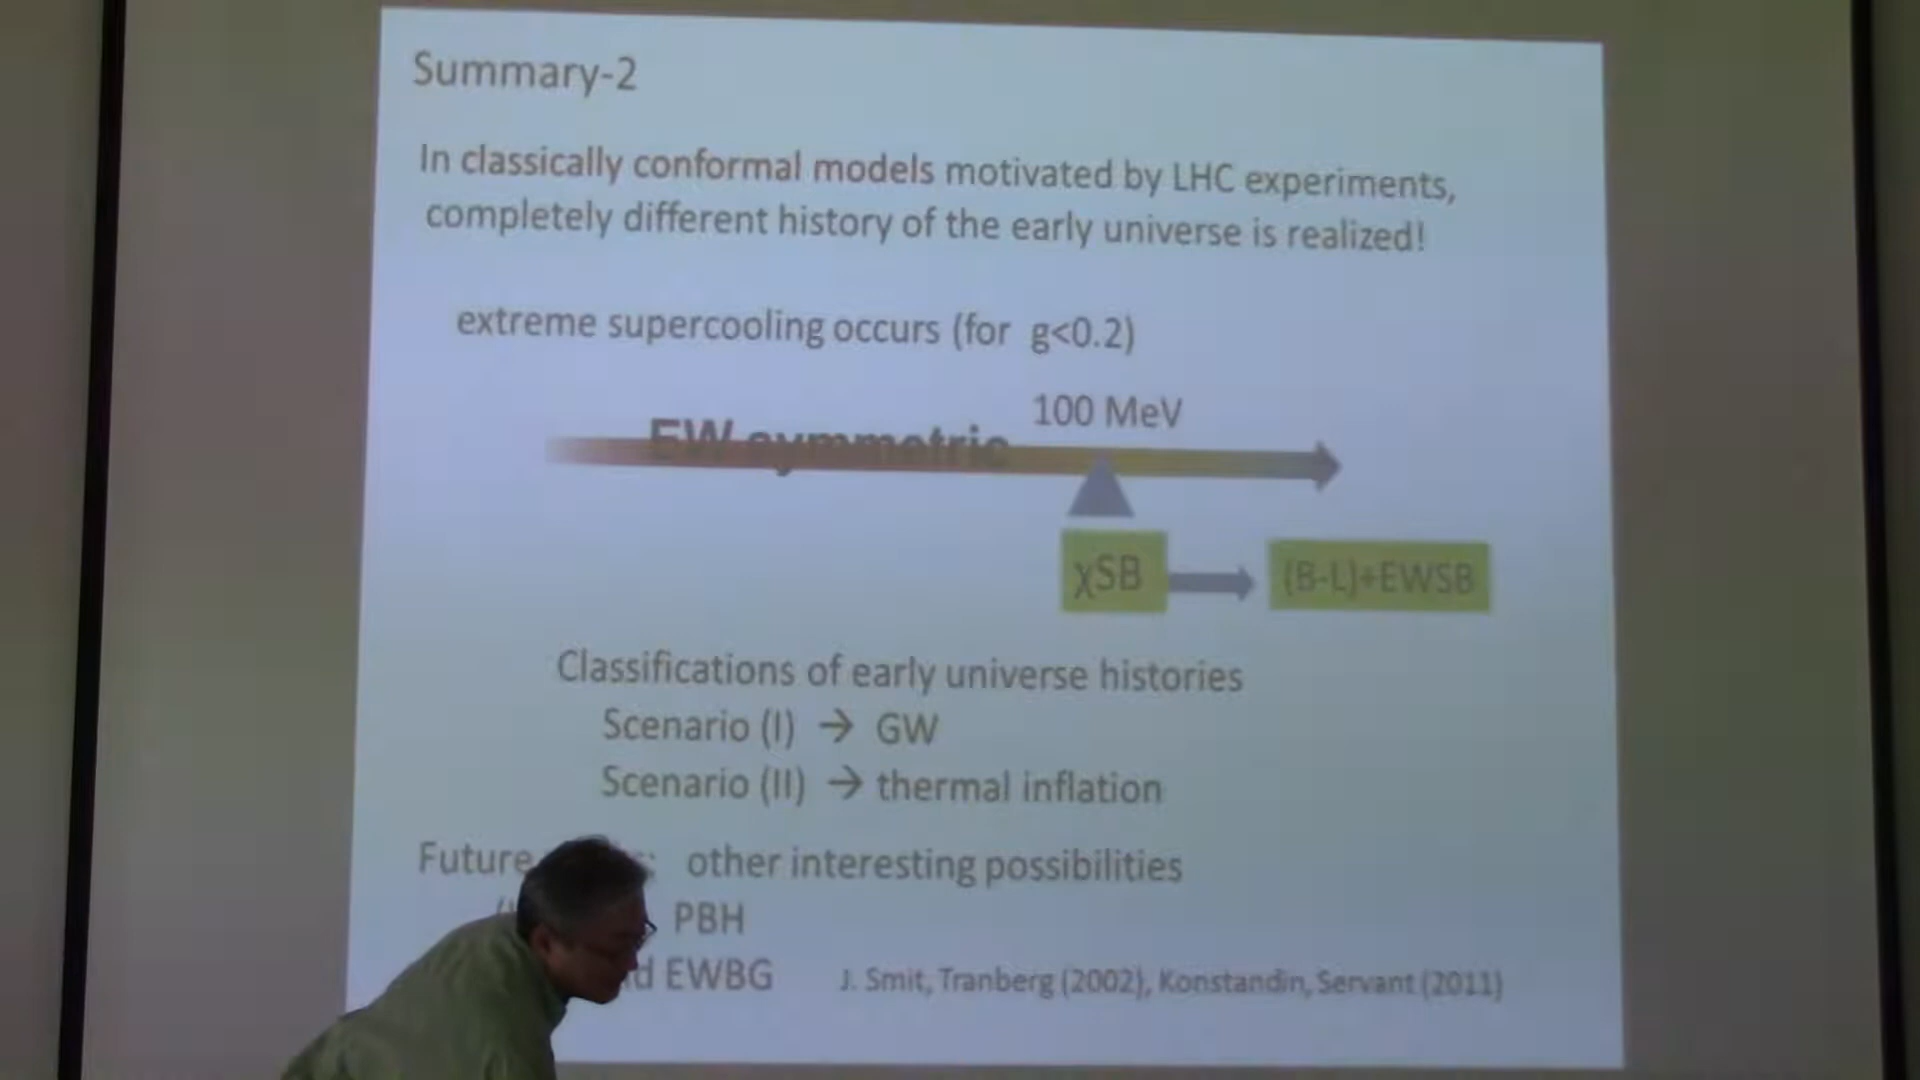 Summary-2
In classically conformal models motivated by LHC experiments,
completely different history of the early universe is realized!
extreme supercooling occurs (for g<0.2)
100 MeV
EW symmetric
χSB
(B-L)+EWSB
Classifications of early universe histories
Scenario (I) → GW
Scenario (II) → thermal inflation
Future : other interesting possibilities
PBH
EWBG J. Smit, Tranberg (2002), Konstandin, Servant (2011)